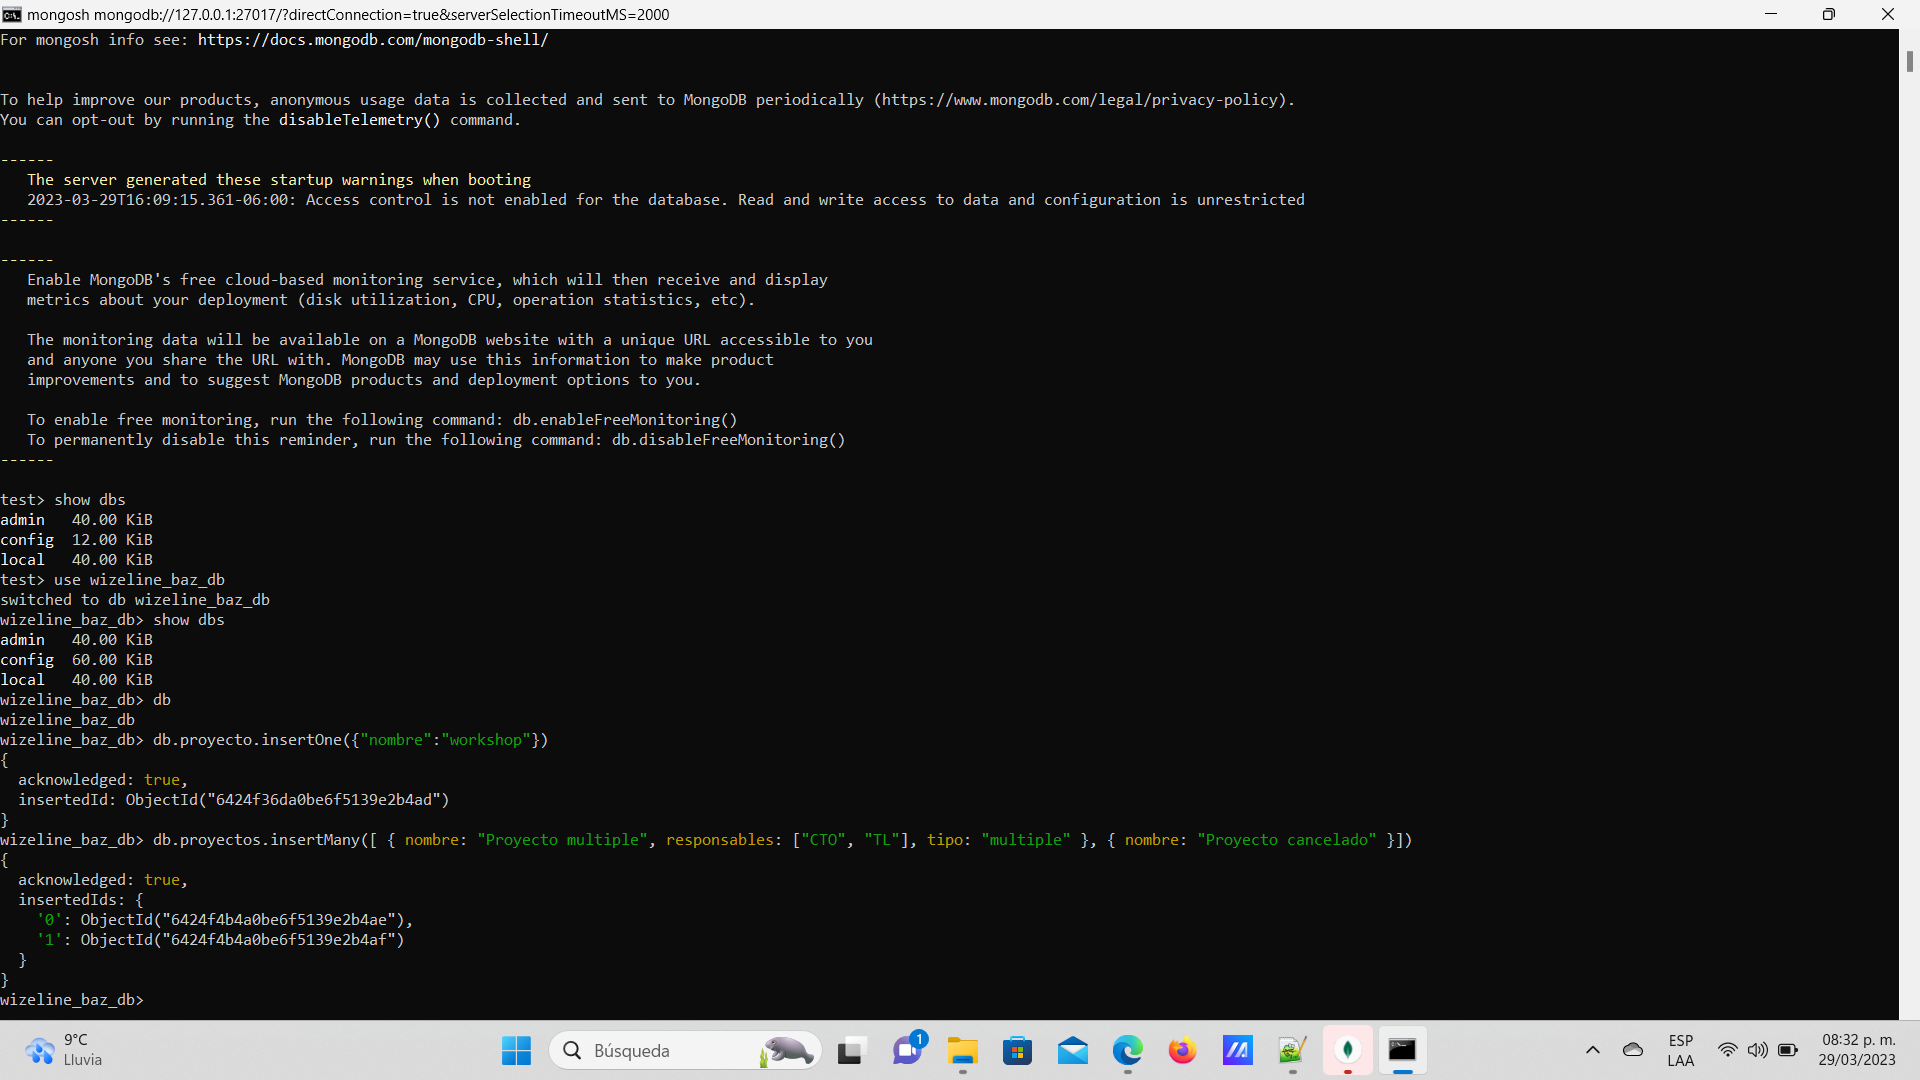 mongosh mongodb://127.0.0.1:27017/?directConnection=true&serverSelectionTimeoutMS=2000
For mongosh info see: https://docs.mongodb.com/mongodb-shell/
To help improve our products, anonymous usage data is collected and sent to MongoDB periodically (https://www.mongodb.com/legal/privacy-policy).
You can opt-out by running the disableTelemetry() command.
------
   The server generated these startup warnings when booting
   2023-03-29T16:09:15.361-06:00: Access control is not enabled for the database. Read and write access to data and configuration is unrestricted
------
------
   Enable MongoDB's free cloud-based monitoring service, which will then receive and display
   metrics about your deployment (disk utilization, CPU, operation statistics, etc).
   The monitoring data will be available on a MongoDB website with a unique URL accessible to you
   and anyone you share the URL with. MongoDB may use this information to make product
   improvements and to suggest MongoDB products and deployment options to you.
   To enable free monitoring, run the following command: db.enableFreeMonitoring()
   To permanently disable this reminder, run the following command: db.disableFreeMonitoring()
------
test> show dbs
admin   40.00 KiB
config  12.00 KiB
local   40.00 KiB
test> use wizeline_baz_db
switched to db wizeline_baz_db
wizeline_baz_db> show dbs
admin   40.00 KiB
config  60.00 KiB
local   40.00 KiB
wizeline_baz_db> db
wizeline_baz_db
wizeline_baz_db> db.proyecto.insertOne({"nombre":"workshop"})
{
  acknowledged: true,
  insertedId: ObjectId("6424f36da0be6f5139e2b4ad")
}
wizeline_baz_db> db.proyectos.insertMany([ { nombre: "Proyecto multiple", responsables: ["CTO", "TL"], tipo: "multiple" }, { nombre: "Proyecto cancelado" }])
{
  acknowledged: true,
  insertedIds: {
    '0': ObjectId("6424f4b4a0be6f5139e2b4ae"),
    '1': ObjectId("6424f4b4a0be6f5139e2b4af")
  }
}
wizeline_baz_db>
9°C
Lluvia
Búsqueda
1
ESP
LAA
08:32 p. m.
29/03/2023